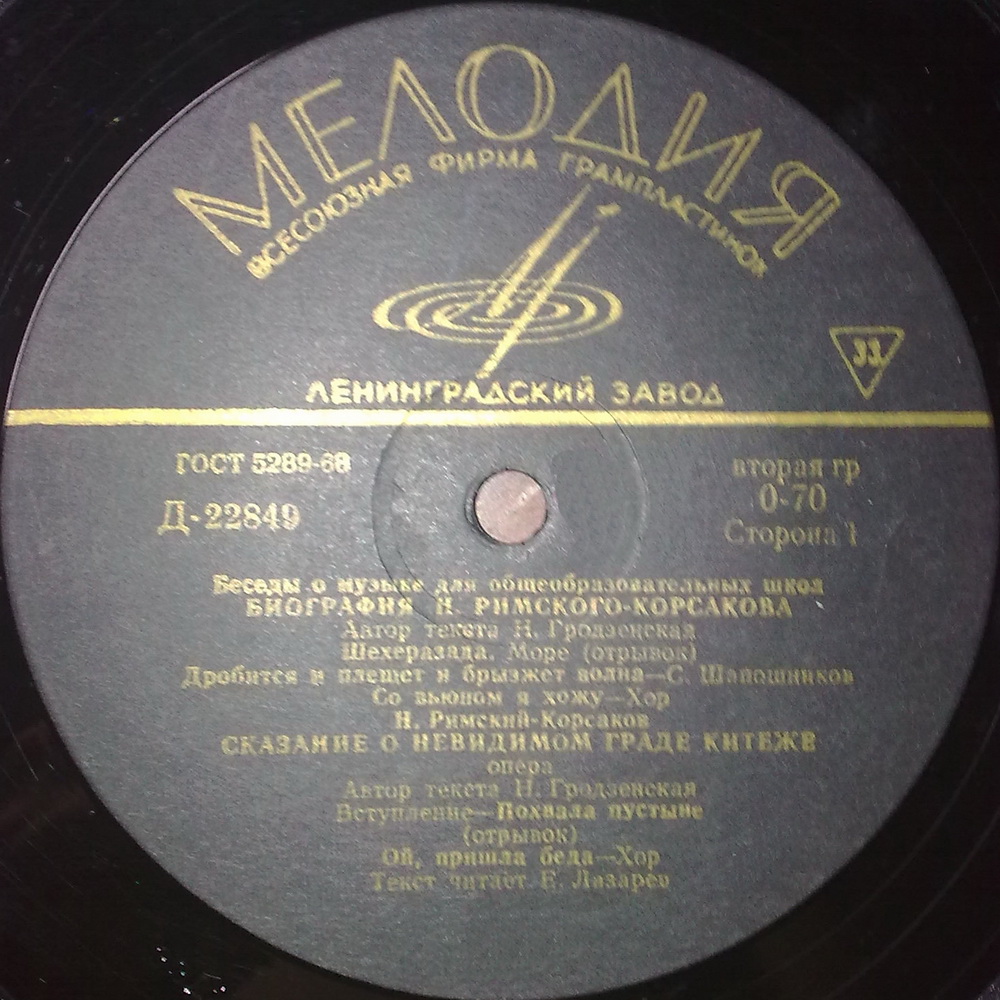 МЕЛОДИЯ
ВСЕСОЮЗНАЯ ФИРМА ГРАМПЛАСТИНОК
33
ЛЕНИНГРАДСКИЙ ЗАВОД
ГОСТ 5289-68
вторая гр
Д-22849
0-70
Сторона 1
Беседы о музыке для общеобразовательных школ
БИОГРАФИЯ Н. РИМСКОГО-КОРСАКОВА
Автор текста Н. Гродзенская
Шехеразада. Море (отрывок)
Дробится и плещет и брызжет волна—С. Шапошников
Со вьюном я хожу—Хор
Н. Римский-Корсаков
СКАЗАНИЕ О НЕВИДИМОМ ГРАДЕ КИТЕЖЕ
опера
Автор текста Н. Гродзенская
Вступление—Похвала пустыне
(отрывок)
Ой, пришла беда—Хор
Текст читает Е. Лазарев